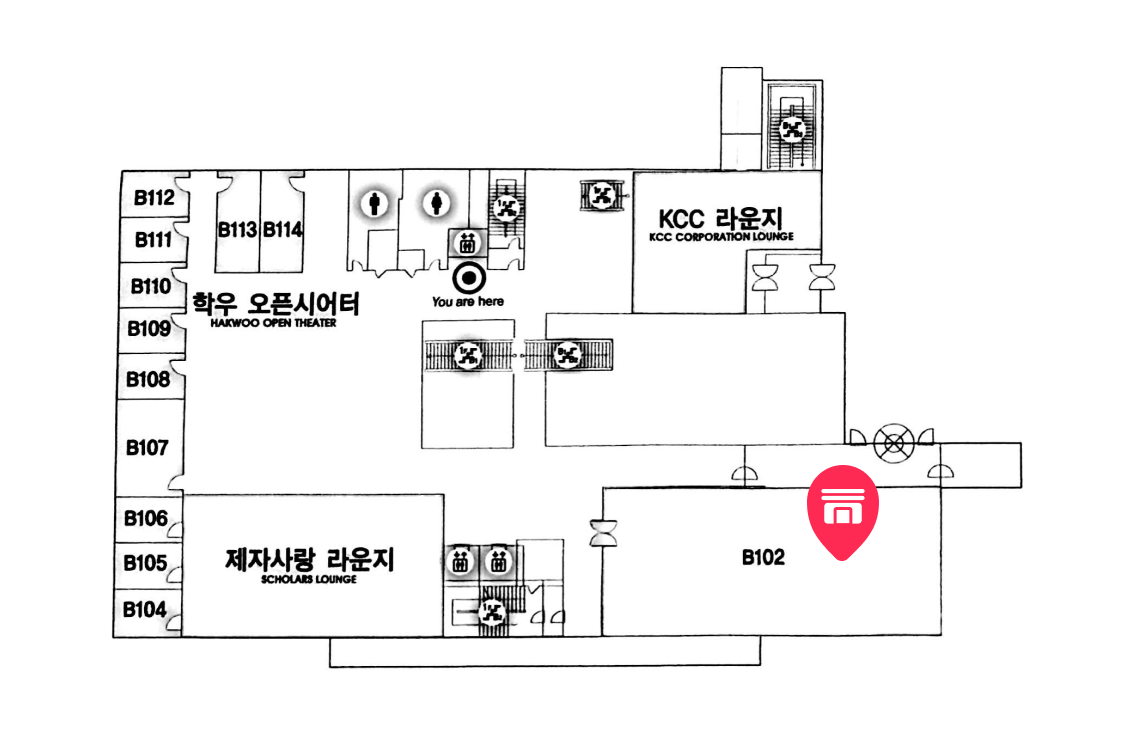 B112
B113
B114
B111
KCC 라운지
KCC CORPORATION LOUNGE
B110
학우 오픈시어터
HAKWOO OPEN THEATER
You are here
B109
B108
B107
B106
B105
제자사랑 라운지
SCHOLARS LOUNGE
B102
B104